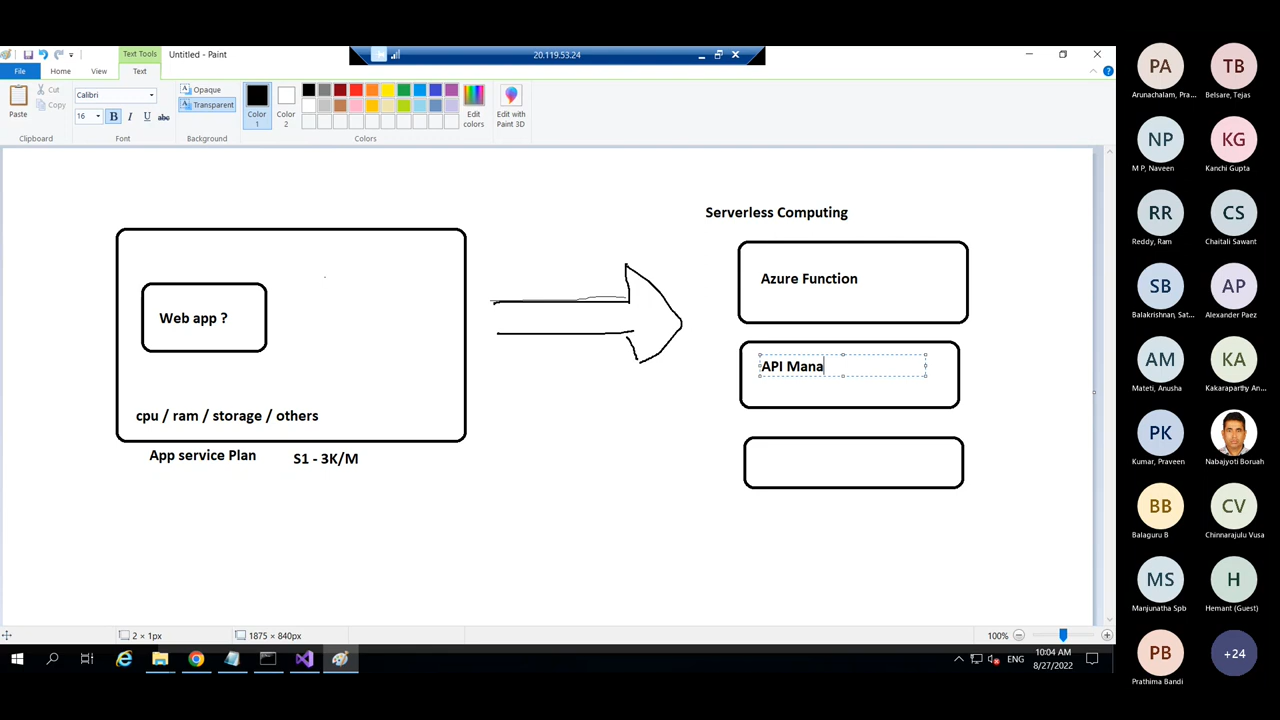 Text Tools
Untitled - Paint
20.119.53.24
File
Home
View
Text
Paste
Cut
Copy
Clipboard
Calibri
16
B I U abc
Font
Opaque
Transparent
Background
Color 1
Color 2
Edit colors
Colors
Edit with Paint 3D
Serverless Computing
Azure Function
Web app ?
API Mana
cpu / ram / storage / others
App service Plan
S1 - 3K/M
2 × 1px
1875 × 840px
100%
ENG
10:04 AM
8/27/2022
PA
Arunachalam, Pra...
TB
Belsare, Tejas
NP
M P, Naveen
KG
Kanchi Gupta
RR
Reddy, Ram
CS
Chaitali Sawant
SB
Balakrishnan, Sat...
AP
Alexander Paez
AM
Mateti, Anusha
KA
Kakaraparthy An...
PK
Kumar, Praveen
Nabajyoti Boruah
BB
Balaguru B
CV
Chinnarajulu Vusa
MS
Manjunatha Spb
H
Hemant (Guest)
PB
Prathima Bandi
+24